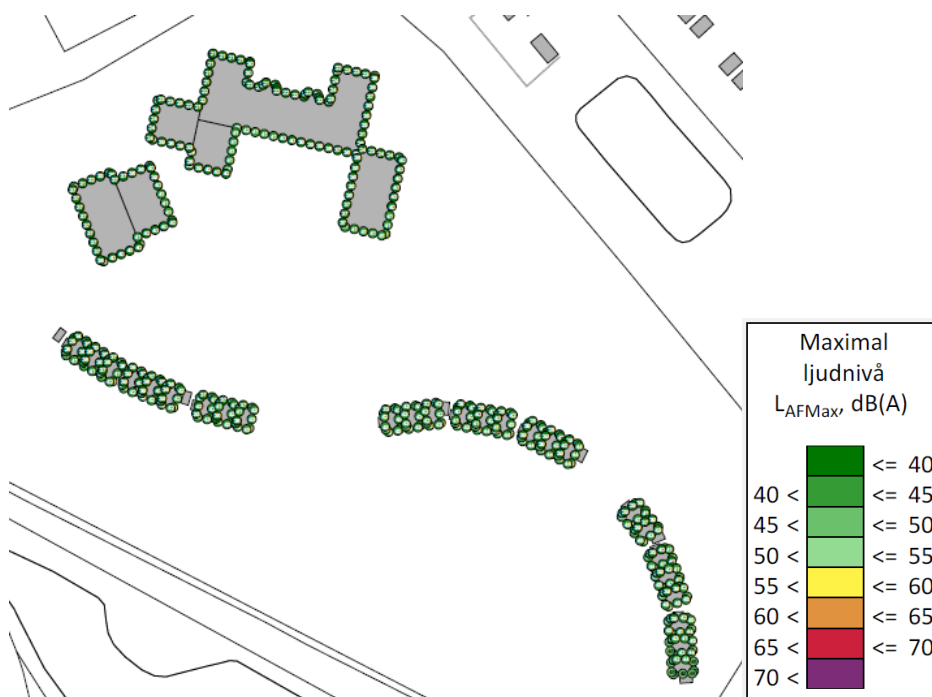 Maximal
ljudnivå
LAFMax, dB(A)
<= 40
40 < <= 45
45 < <= 50
50 < <= 55
55 < <= 60
60 < <= 65
65 < <= 70
70 <